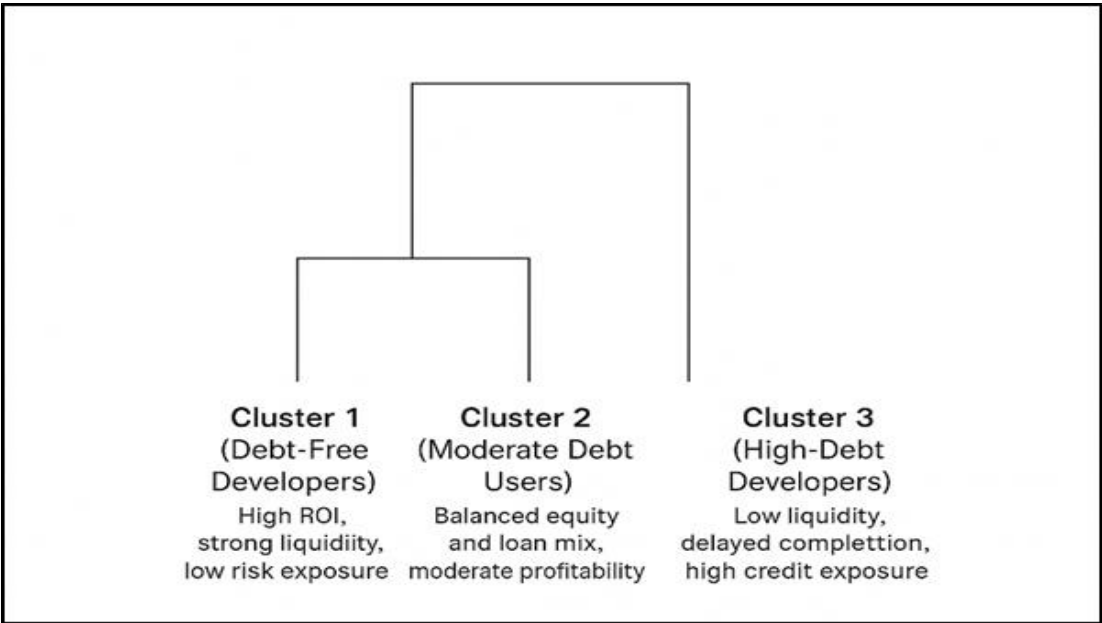 Cluster 1
(Debt-Free
Developers)
High ROI,
strong liquidiity,
low risk exposure
Cluster 2
(Moderate Debt
Users)
Balanced equity
and loan mix,
moderate profitability
Cluster 3
(High-Debt
Developers)
Low liquidity,
delayed complettion,
high credit exposure